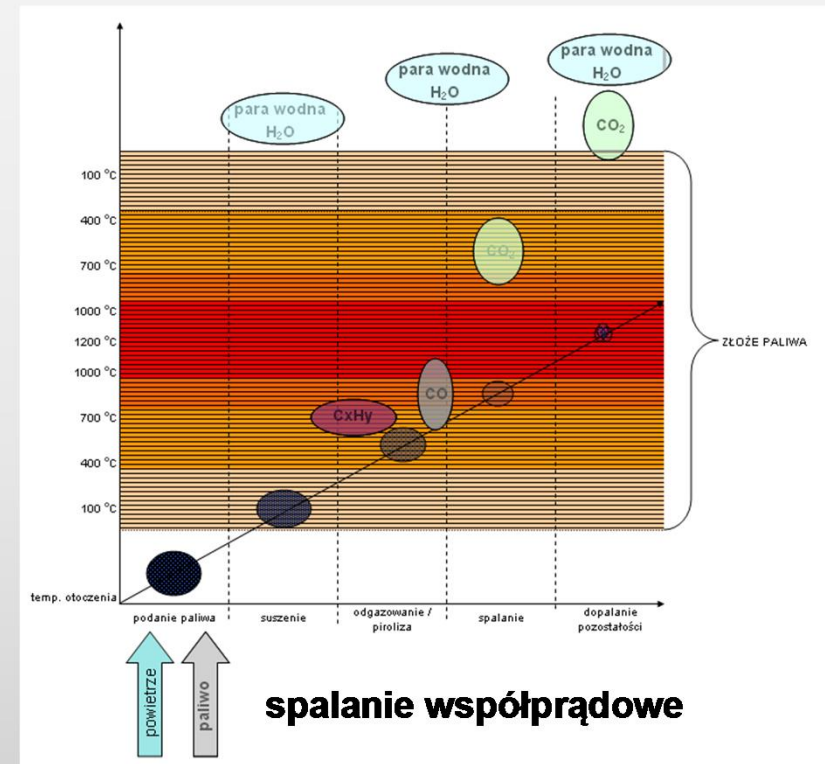 para wodna
H₂O
para wodna
H₂O
para wodna
H₂O
CO₂
100 °C
400 °C
CO₂
700 °C
1000 °C
1200 °C
1000 °C
CO
700 °C
CxHy
400 °C
100 °C
ZŁOŻE PALIWA
temp. otoczenia
podanie paliwa
suszenie
odgazowanie /
piroliza
spalanie
dopalanie
pozostałości
powietrze
paliwo
spalanie współprądowe